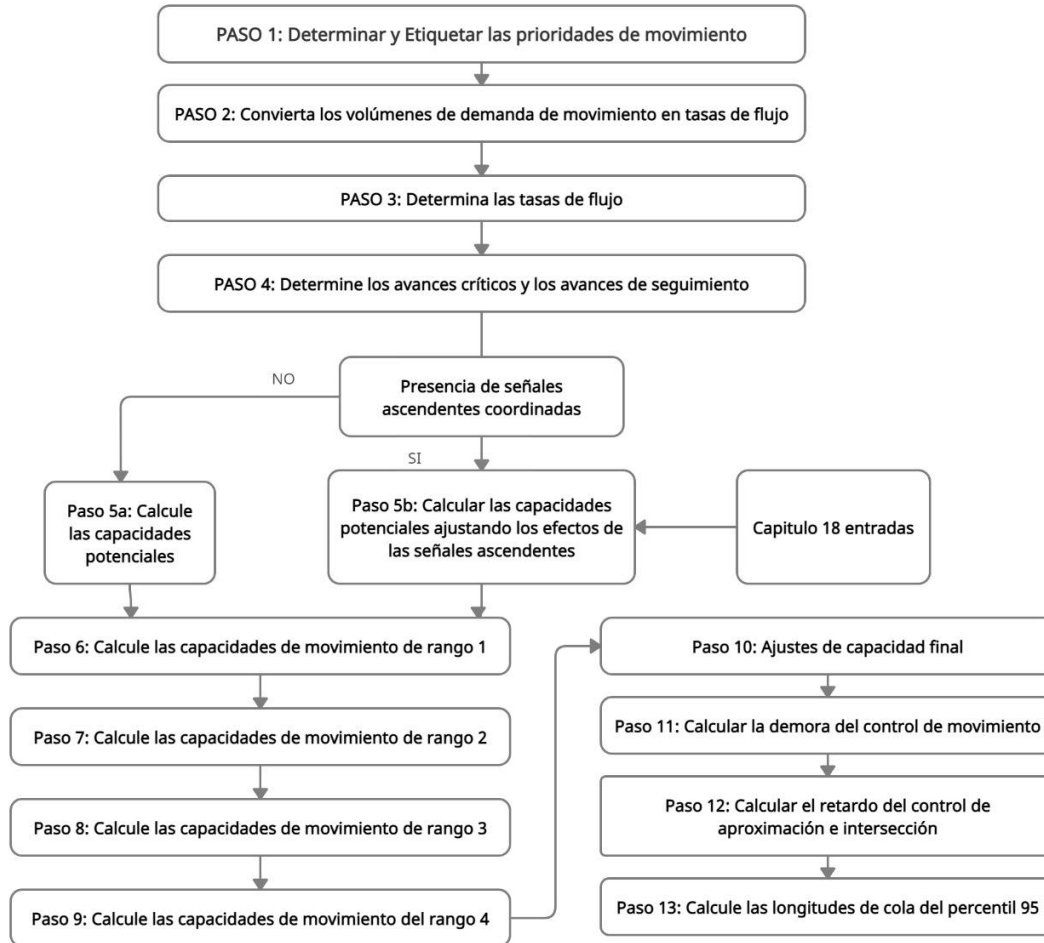 PASO 1: Determinar y Etiquetar las prioridades de movimiento
PASO 2: Convierta los volúmenes de demanda de movimiento en tasas de flujo
PASO 3: Determina las tasas de flujo
PASO 4: Determine los avances críticos y los avances de seguimiento
NO
Presencia de señales
ascendentes coordinadas
SI
Paso 5a: Calcule
las capacidades
potenciales
Paso 5b: Calcular las capacidades
potenciales ajustando los efectos de
las señales ascendentes
Capitulo 18 entradas
Paso 6: Calcule las capacidades de movimiento de rango 1
Paso 7: Calcule las capacidades de movimiento de rango 2
Paso 8: Calcule las capacidades de movimiento de rango 3
Paso 9: Calcule las capacidades de movimiento del rango 4
Paso 10: Ajustes de capacidad final
Paso 11: Calcular la demora del control de movimiento
Paso 12: Calcular el retardo del control de
aproximación e intersección
Paso 13: Calcule las longitudes de cola del percentil 95